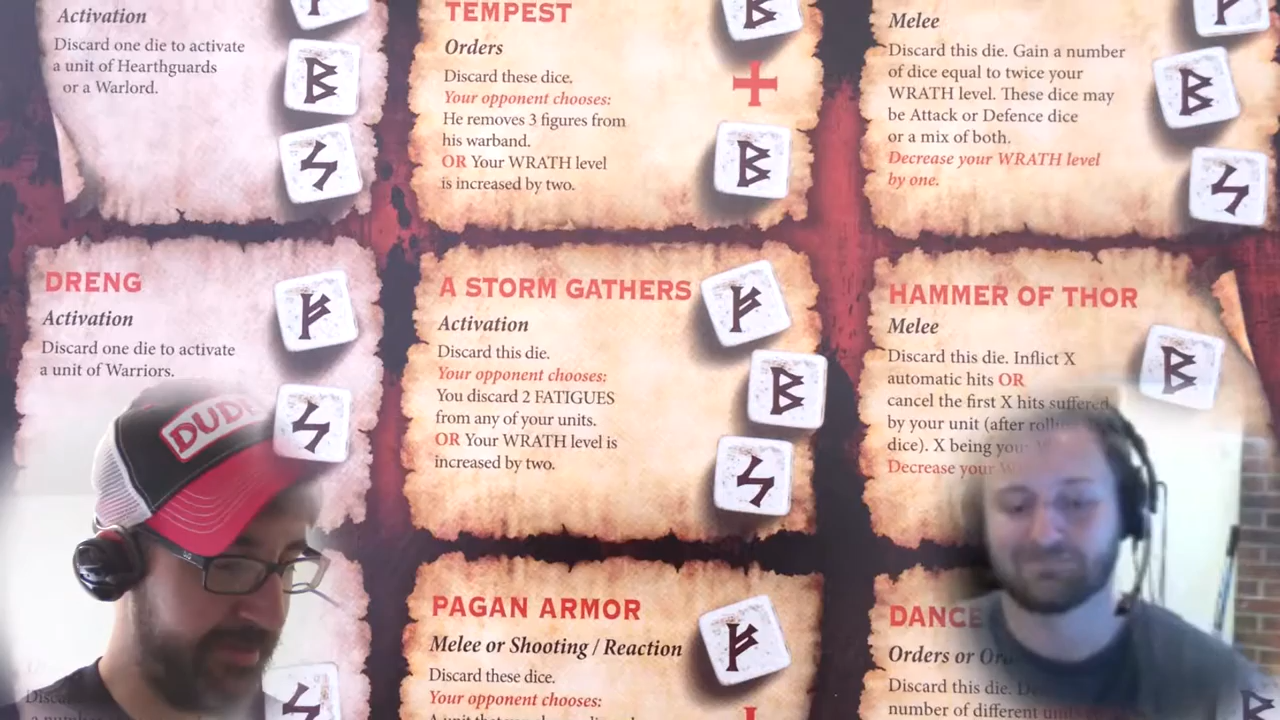 Activation
Discard one die to activate
a unit of Hearthguards
or a Warlord.
TEMPEST
Orders
Discard these dice.
Your opponent chooses:
He removes 3 figures from
his warband.
OR Your WRATH level
is increased by two.
Melee
Discard this die. Gain a number
of dice equal to twice your
WRATH level. These dice may
be Attack or Defence dice
or a mix of both.
Decrease your WRATH level
by one.
DRENG
Activation
Discard one die to activate
a unit of Warriors.
A STORM GATHERS
Activation
Discard this die.
Your opponent chooses:
You discard 2 FATIGUES
from any of your units.
OR Your WRATH level is
increased by two.
HAMMER OF THOR
Melee
Discard this die. Inflict X
automatic hits OR
cancel the first X hits suffered
by your unit (after
dice). X being
Decrease your
PAGAN ARMOR
Melee or Shooting / Reaction
Discard these dice.
Your opponent chooses:
DANCE
Orders or
Discard this die.
number of different
DUDE